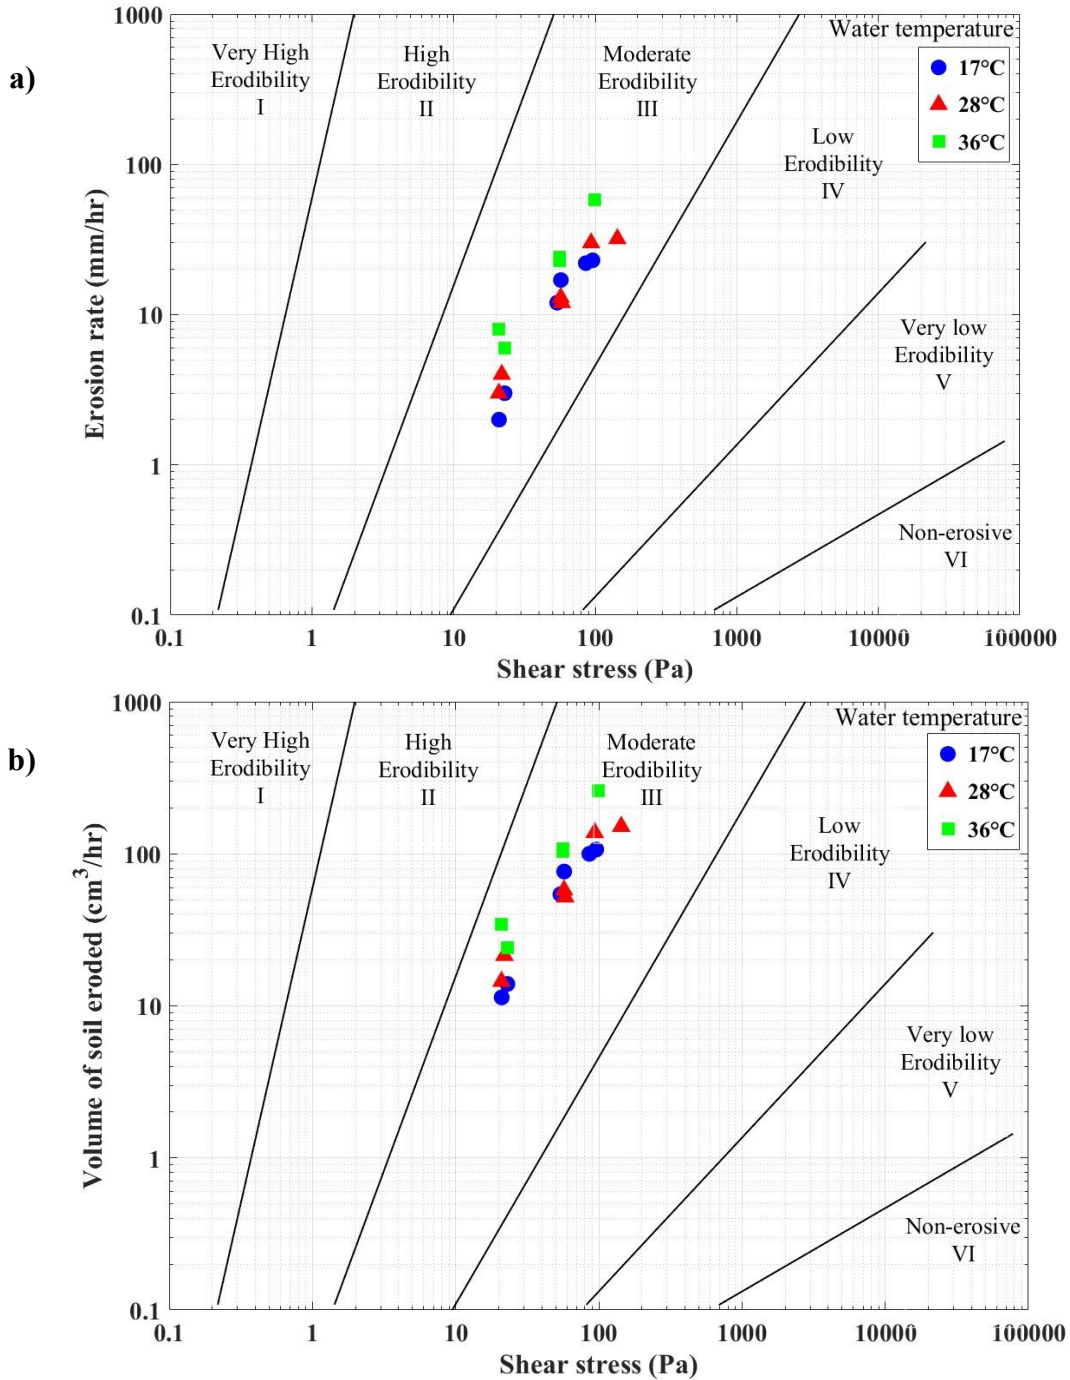 a)
1000
100
10
1
0.1
Erosion rate (mm/hr)
Very High
Erodibility
I
High
Erodibility
II
Moderate
Erodibility
III
Low
Erodibility
IV
Very low
Erodibility
V
Non-erosive
VI
Water temperature
17°C
28°C
36°C
0.1 1 10 100 1000 10000 100000
Shear stress (Pa)
b)
1000
100
10
1
0.1
Volume of soil eroded (cm³/hr)
Very High
Erodibility
I
High
Erodibility
II
Moderate
Erodibility
III
Low
Erodibility
IV
Very low
Erodibility
V
Non-erosive
VI
Water temperature
17°C
28°C
36°C
0.1 1 10 100 1000 10000 100000
Shear stress (Pa)